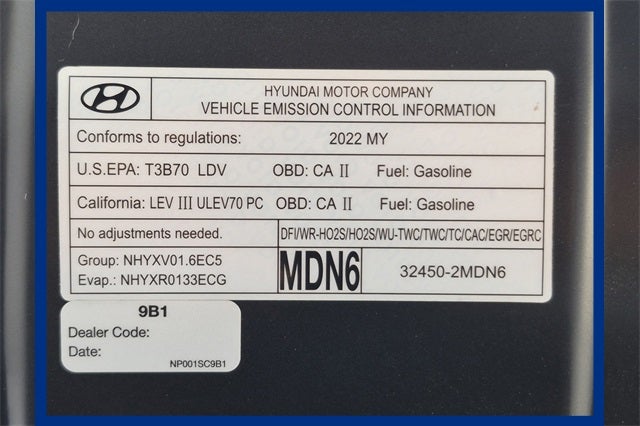 HYUNDAI MOTOR COMPANY
VEHICLE EMISSION CONTROL INFORMATION
Conforms to regulations: 2022 MY
U.S.EPA: T3B70 LDV OBD: CA II Fuel: Gasoline
California: LEV III ULEV70 PC OBD: CA II Fuel: Gasoline
No adjustments needed. DFI/WR-HO2S/HO2S/WU-TWC/TWC/TC/CAC/EGR/EGRC
Group: NHYXV01.6EC5
Evap.: NHYXR0133ECG
MDN6 32450-2MDN6
9B1
Dealer Code:
Date:
NP001SC9B1